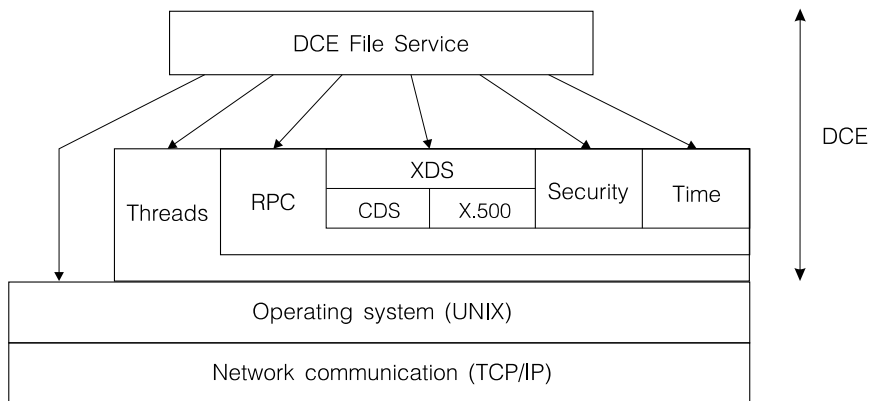 DCE File Service
DCE
XDS
Threads
RPC
CDS
X.500
Security
Time
Operating system (UNIX)
Network communication (TCP/IP)